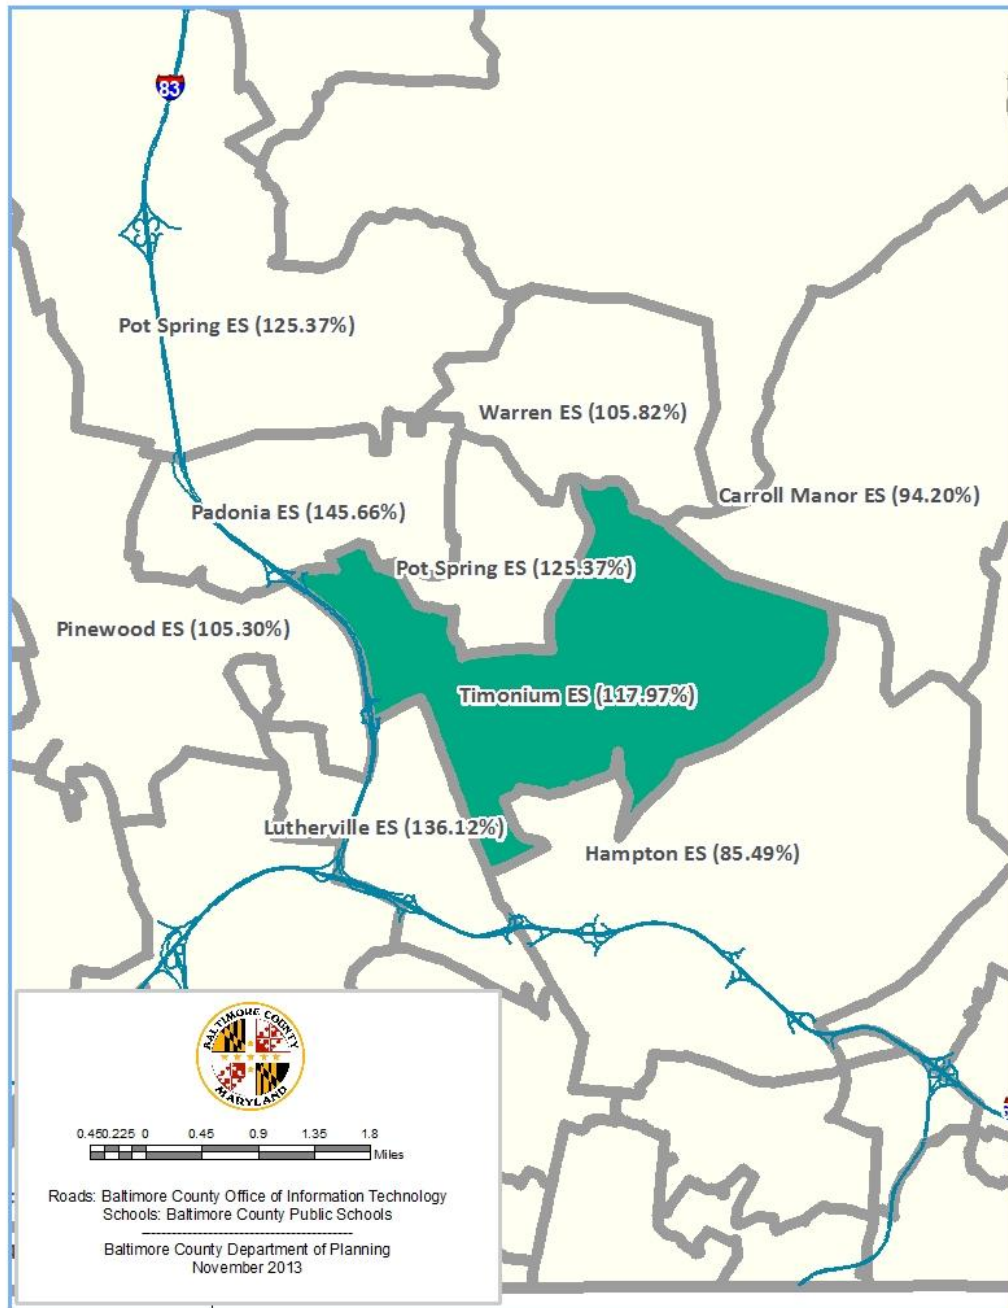 83
Pot Spring ES (125.37%)
Warren ES (105.82%)
Carroll Manor ES (94.20%)
Padonia ES (145.66%)
Pot Spring ES (125.37%)
Pinewood ES (105.30%)
Timonium ES (117.97%)
Lutherville ES (136.12%)
Hampton ES (85.49%)
BALTIMORE COUNTY
MARYLAND
0.45 0.225 0 0.45 0.9 1.35 1.8
Miles
Roads: Baltimore County Office of Information Technology
Schools: Baltimore County Public Schools
Baltimore County Department of Planning
November 2013